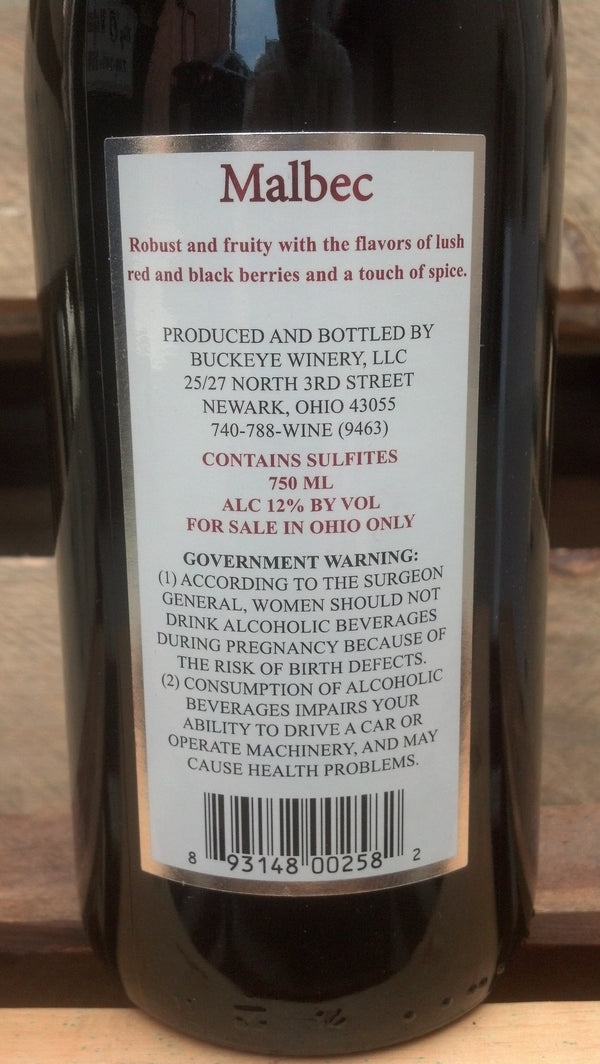 Malbec
Robust and fruity with the flavors of lush
red and black berries and a touch of spice.
PRODUCED AND BOTTLED BY
BUCKEYE WINERY, LLC
25/27 NORTH 3RD STREET
NEWARK, OHIO 43055
740-788-WINE (9463)
CONTAINS SULFITES
750 ML
ALC 12% BY VOL
FOR SALE IN OHIO ONLY
GOVERNMENT WARNING:
(1) ACCORDING TO THE SURGEON
GENERAL, WOMEN SHOULD NOT
DRINK ALCOHOLIC BEVERAGES
DURING PREGNANCY BECAUSE OF
THE RISK OF BIRTH DEFECTS.
(2) CONSUMPTION OF ALCOHOLIC
BEVERAGES IMPAIRS YOUR
ABILITY TO DRIVE A CAR OR
OPERATE MACHINERY, AND MAY
CAUSE HEALTH PROBLEMS.
8 93148 00258 2